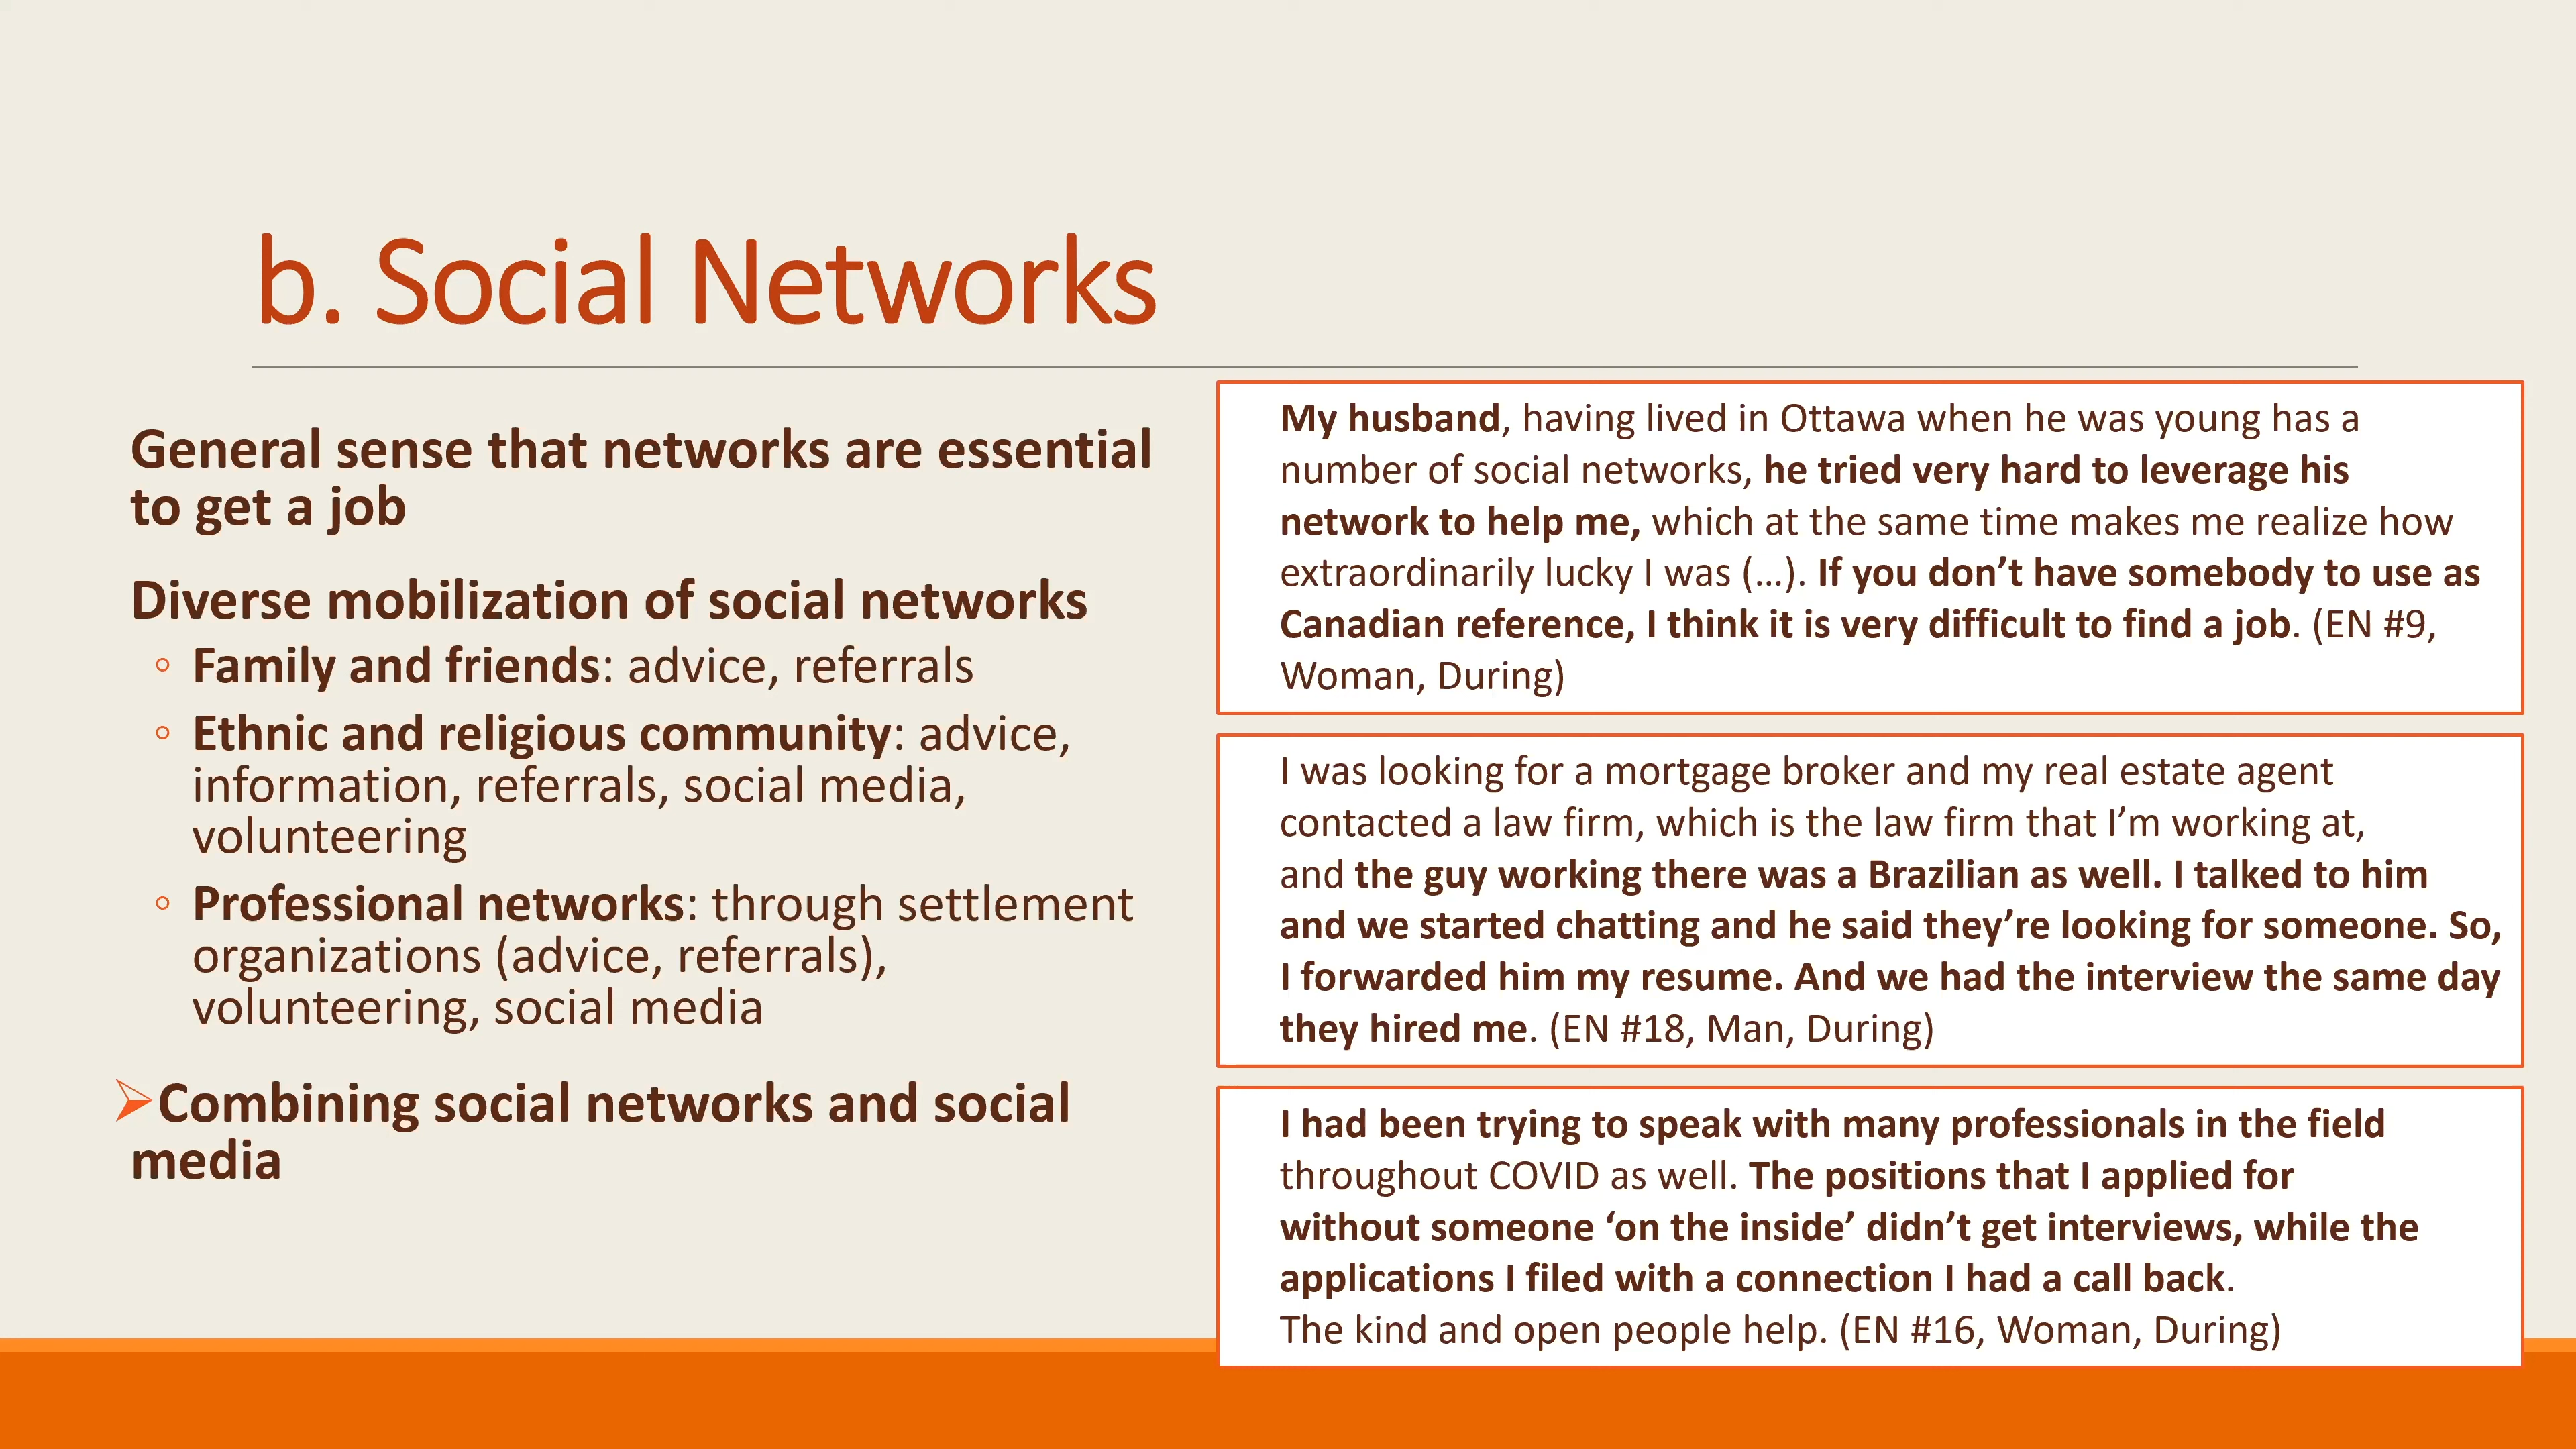 b. Social Networks
General sense that networks are essential
to get a job
Diverse mobilization of social networks
◦ Family and friends: advice, referrals
◦ Ethnic and religious community: advice,
information, referrals, social media,
volunteering
◦ Professional networks: through settlement
organizations (advice, referrals),
volunteering, social media
➢Combining social networks and social
media
My husband, having lived in Ottawa when he was young has a
number of social networks, he tried very hard to leverage his
network to help me, which at the same time makes me realize how
extraordinarily lucky I was (…). If you don’t have somebody to use as
Canadian reference, I think it is very difficult to find a job. (EN #9,
Woman, During)
I was looking for a mortgage broker and my real estate agent
contacted a law firm, which is the law firm that I’m working at,
and the guy working there was a Brazilian as well. I talked to him
and we started chatting and he said they’re looking for someone. So,
I forwarded him my resume. And we had the interview the same day
they hired me. (EN #18, Man, During)
I had been trying to speak with many professionals in the field
throughout COVID as well. The positions that I applied for
without someone ‘on the inside’ didn’t get interviews, while the
applications I filed with a connection I had a call back.
The kind and open people help. (EN #16, Woman, During)